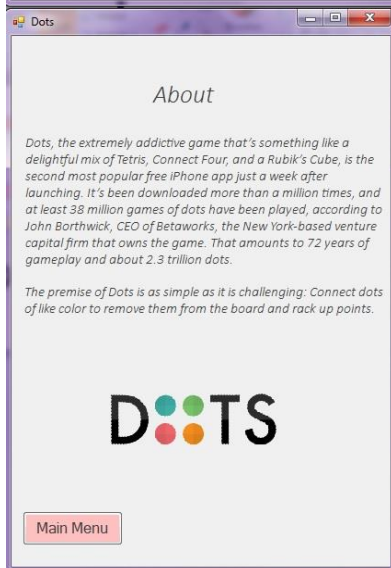 Dots
About
Dots, the extremely addictive game that's something like a
delightful mix of Tetris, Connect Four, and a Rubik's Cube, is the
second most popular free iPhone app just a week after
launching. It's been downloaded more than a million times, and
at least 38 million games of dots have been played, according to
John Borthwick, CEO of Betaworks, the New York-based venture
capital firm that owns the game. That amounts to 72 years of
gameplay and about 2.3 trillion dots.
The premise of Dots is as simple as it is challenging: Connect dots
of like color to remove them from the board and rack up points.
DOTS
Main Menu